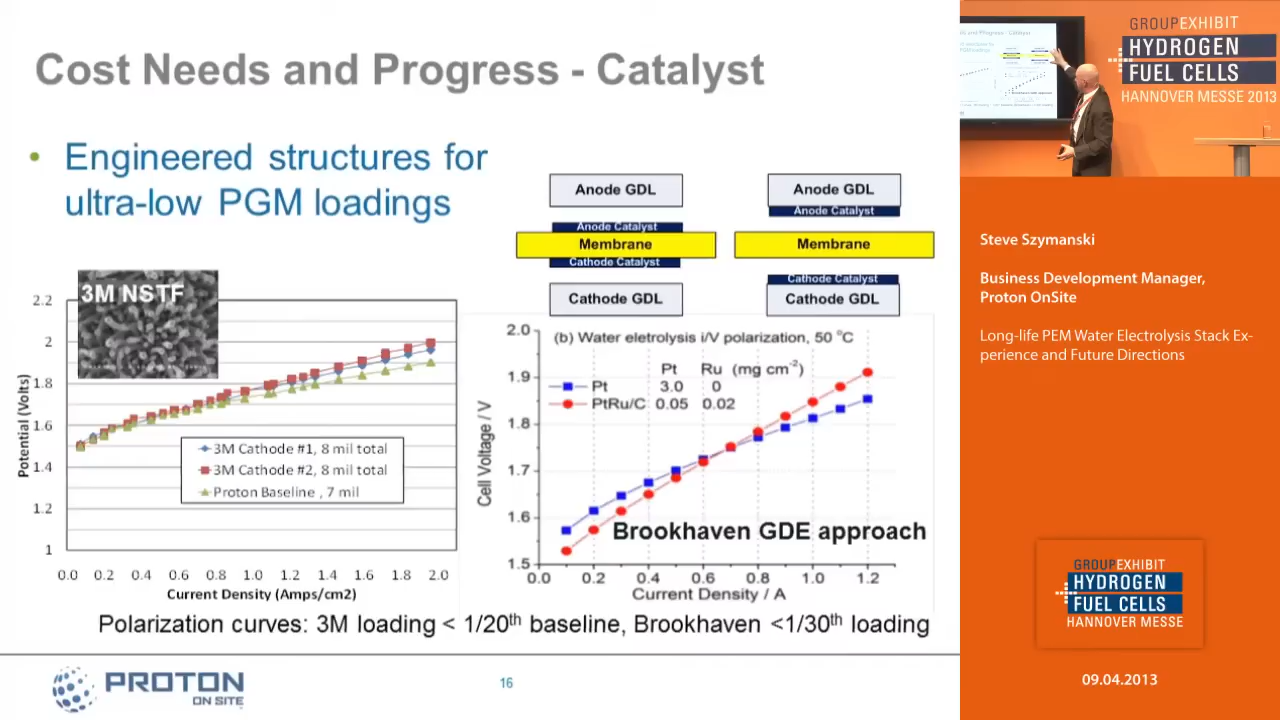 Cost Needs and Progress - Catalyst
• Engineered structures for
ultra-low PGM loadings
Anode GDL
Anode Catalyst
Membrane
Cathode Catalyst
Cathode GDL
Anode GDL
Anode Catalyst
Membrane
Cathode Catalyst
Cathode GDL
3M NSTF
2.2
2
1.8
1.6
1.4
1.2
1
Potential (Volts)
3M Cathode #1, 8 mil total
3M Cathode #2, 8 mil total
Proton Baseline , 7 mil
0.0 0.2 0.4 0.6 0.8 1.0 1.2 1.4 1.6 1.8 2.0
Current Density (Amps/cm2)
2.0
1.9
1.8
1.7
1.6
1.5
Cell Voltage / V
(b) Water eletrolysis i/V polarization, 50 °C
Pt Ru (mg cm⁻²)
Pt 3.0 0
PtRu/C 0.05 0.02
Brookhaven GDE approach
0.0 0.2 0.4 0.6 0.8 1.0 1.2
Current Density / A
Polarization curves: 3M loading < 1/20th baseline, Brookhaven <1/30th loading
PROTON
ON SITE
16
GROUPEXHIBIT
HYDROGEN
FUEL CELLS
HANNOVER MESSE 2013
Steve Szymanski
Business Development Manager,
Proton OnSite
Long-life PEM Water Electrolysis Stack Ex-
perience and Future Directions
GROUPEXHIBIT
HYDROGEN
FUEL CELLS
HANNOVER MESSE
09.04.2013